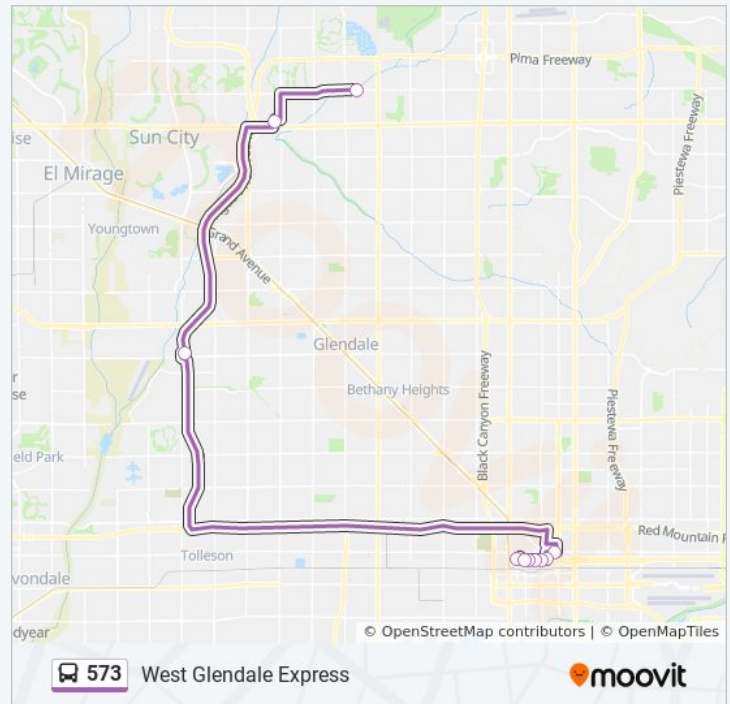 Pima Freeway
Sun City
ise
El Mirage
Piestewa Freeway
Youngtown
Grand Avenue
Glendale
Bethany Heights
Black Canyon Freeway
Piestewa Freeway
eld Park
Red Mountain F
Tolleson
vondale
dyear
© OpenStreetMap contributors | © OpenMapTiles
573 West Glendale Express
moovit